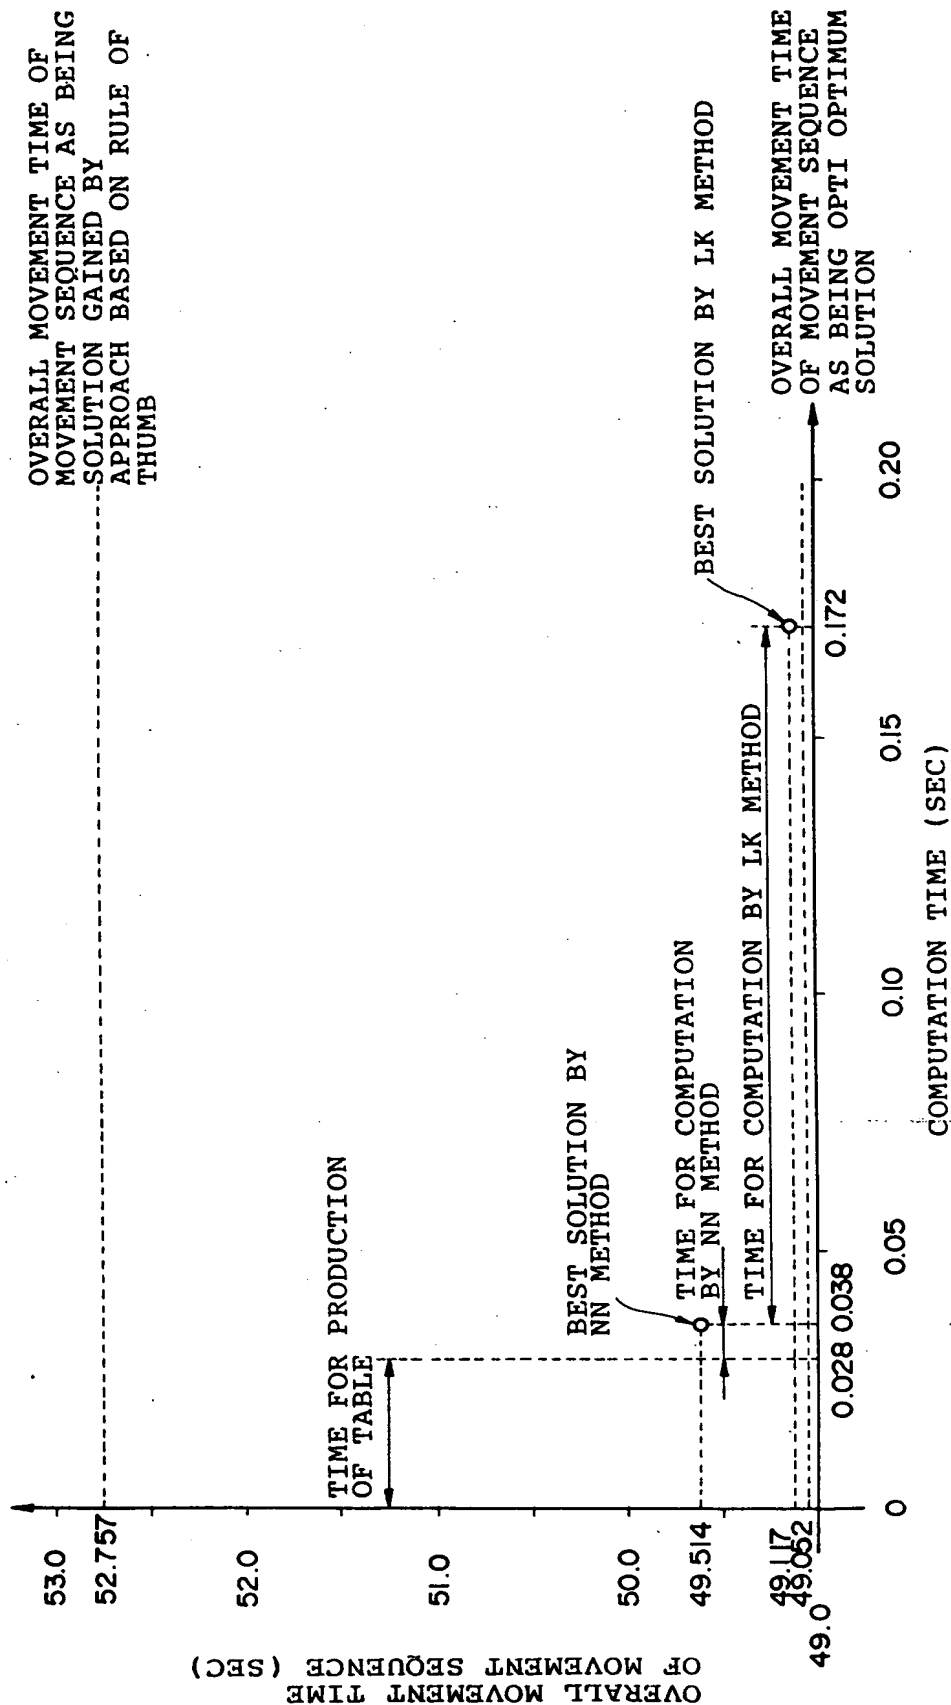 OVERALL MOVEMENT TIME
OF MOVEMENT SEQUENCE (SEC)
53.0
52.757
52.0
51.0
50.0
49.514
49.117
49.052
49.0
OVERALL MOVEMENT TIME OF
MOVEMENT SEQUENCE AS BEING
SOLUTION GAINED BY
APPROACH BASED ON RULE OF
THUMB
TIME FOR PRODUCTION
OF TABLE
BEST SOLUTION BY
NN METHOD
TIME FOR COMPUTATION
BY NN METHOD
TIME FOR COMPUTATION BY LK METHOD
BEST SOLUTION BY LK METHOD
OVERALL MOVEMENT TIME
OF MOVEMENT SEQUENCE
AS BEING OPTI OPTIMUM
SOLUTION
0
0.028
0.038
0.05
0.10
0.15
0.172
0.20
COMPUTATION TIME (SEC)